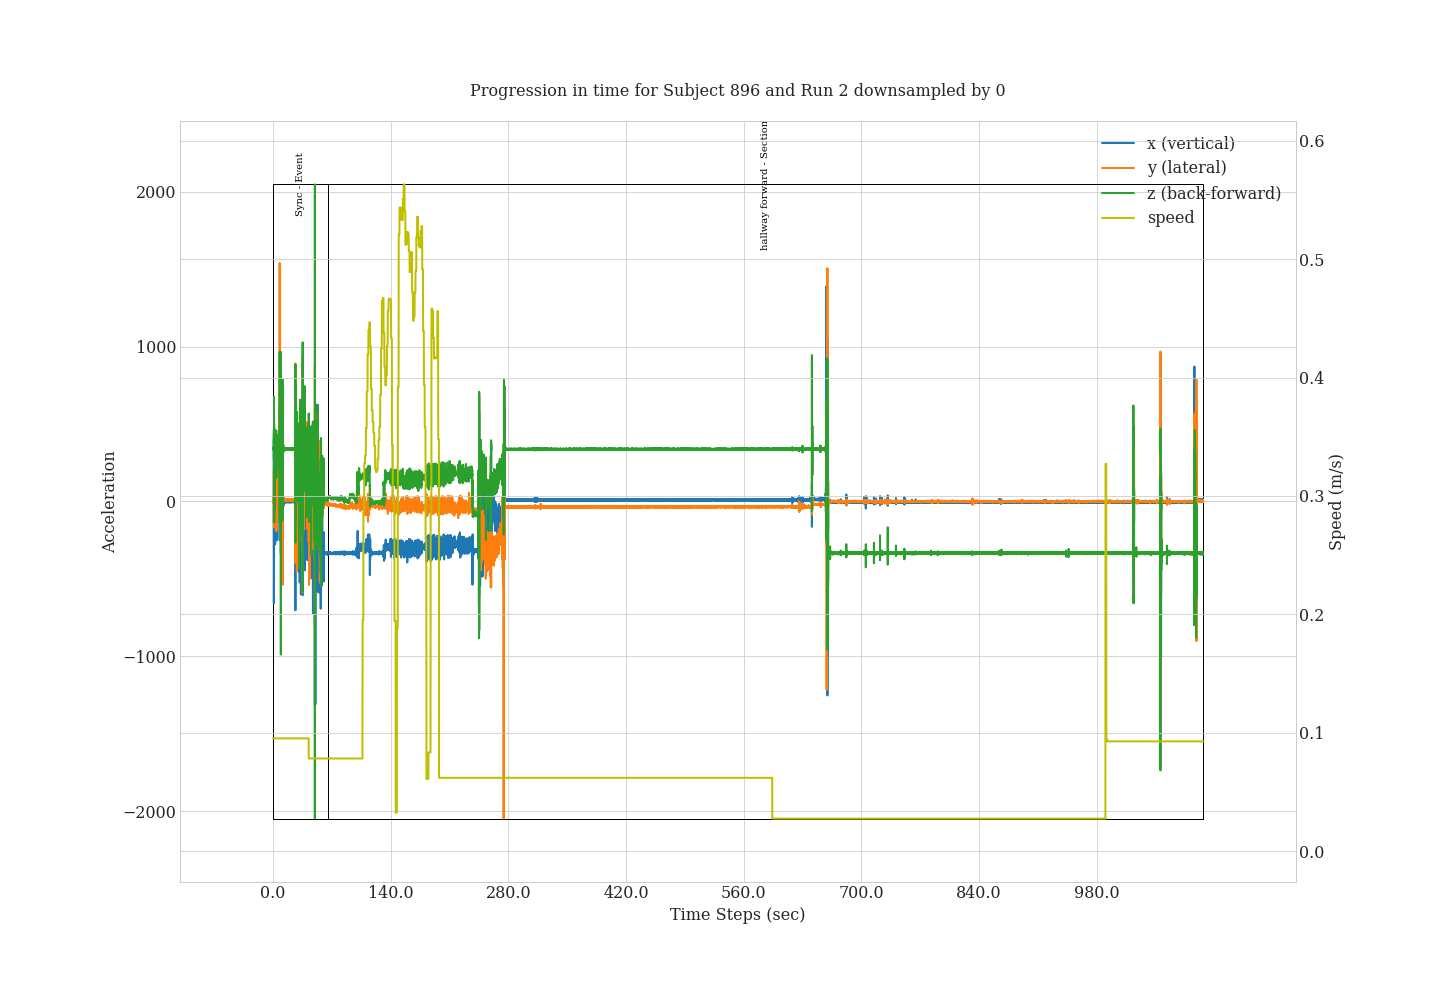 Progression in time for Subject 896 and Run 2 downsampled by 0
Sync - Event
hallway forward - Section
x (vertical)
y (lateral)
z (back-forward)
speed
2000
1000
0
−1000
−2000
Acceleration
0.6
0.5
0.4
0.3
0.2
0.1
0.0
Speed (m/s)
0.0 140.0 280.0 420.0 560.0 700.0 840.0 980.0
Time Steps (sec)